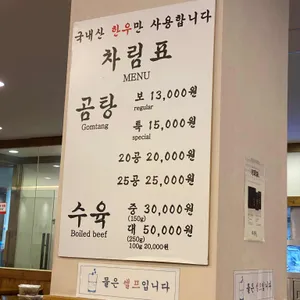 국내산 한우만 사용합니다
차림표
MENU
곰탕 보 13,000원
Gomtang regular
특 15,000원
special
20공 20,000원
25공 25,000원
수육 중 30,000원
Boiled beef (150g)
대 50,000원
(250g)
100g 20,000원
물은 셀프입니다